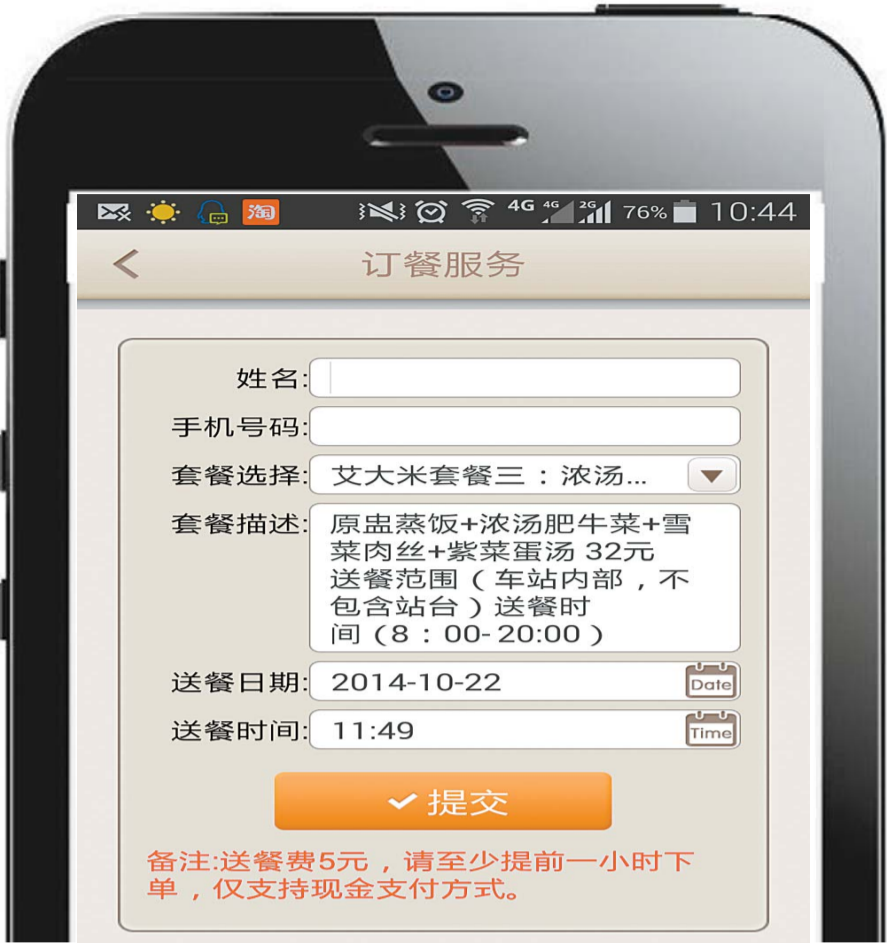 淘 4G 4G 2G 76% 10:44
订餐服务
姓名:
手机号码:
套餐选择: 艾大米套餐三：浓汤...
套餐描述: 原盅蒸饭+浓汤肥牛菜+雪
菜肉丝+紫菜蛋汤 32元
送餐范围（车站内部，不
包含站台）送餐时
间（8：00-20:00）
送餐日期: 2014-10-22 Date
送餐时间: 11:49 Time
提交
备注:送餐费5元，请至少提前一小时下
单，仅支持现金支付方式。